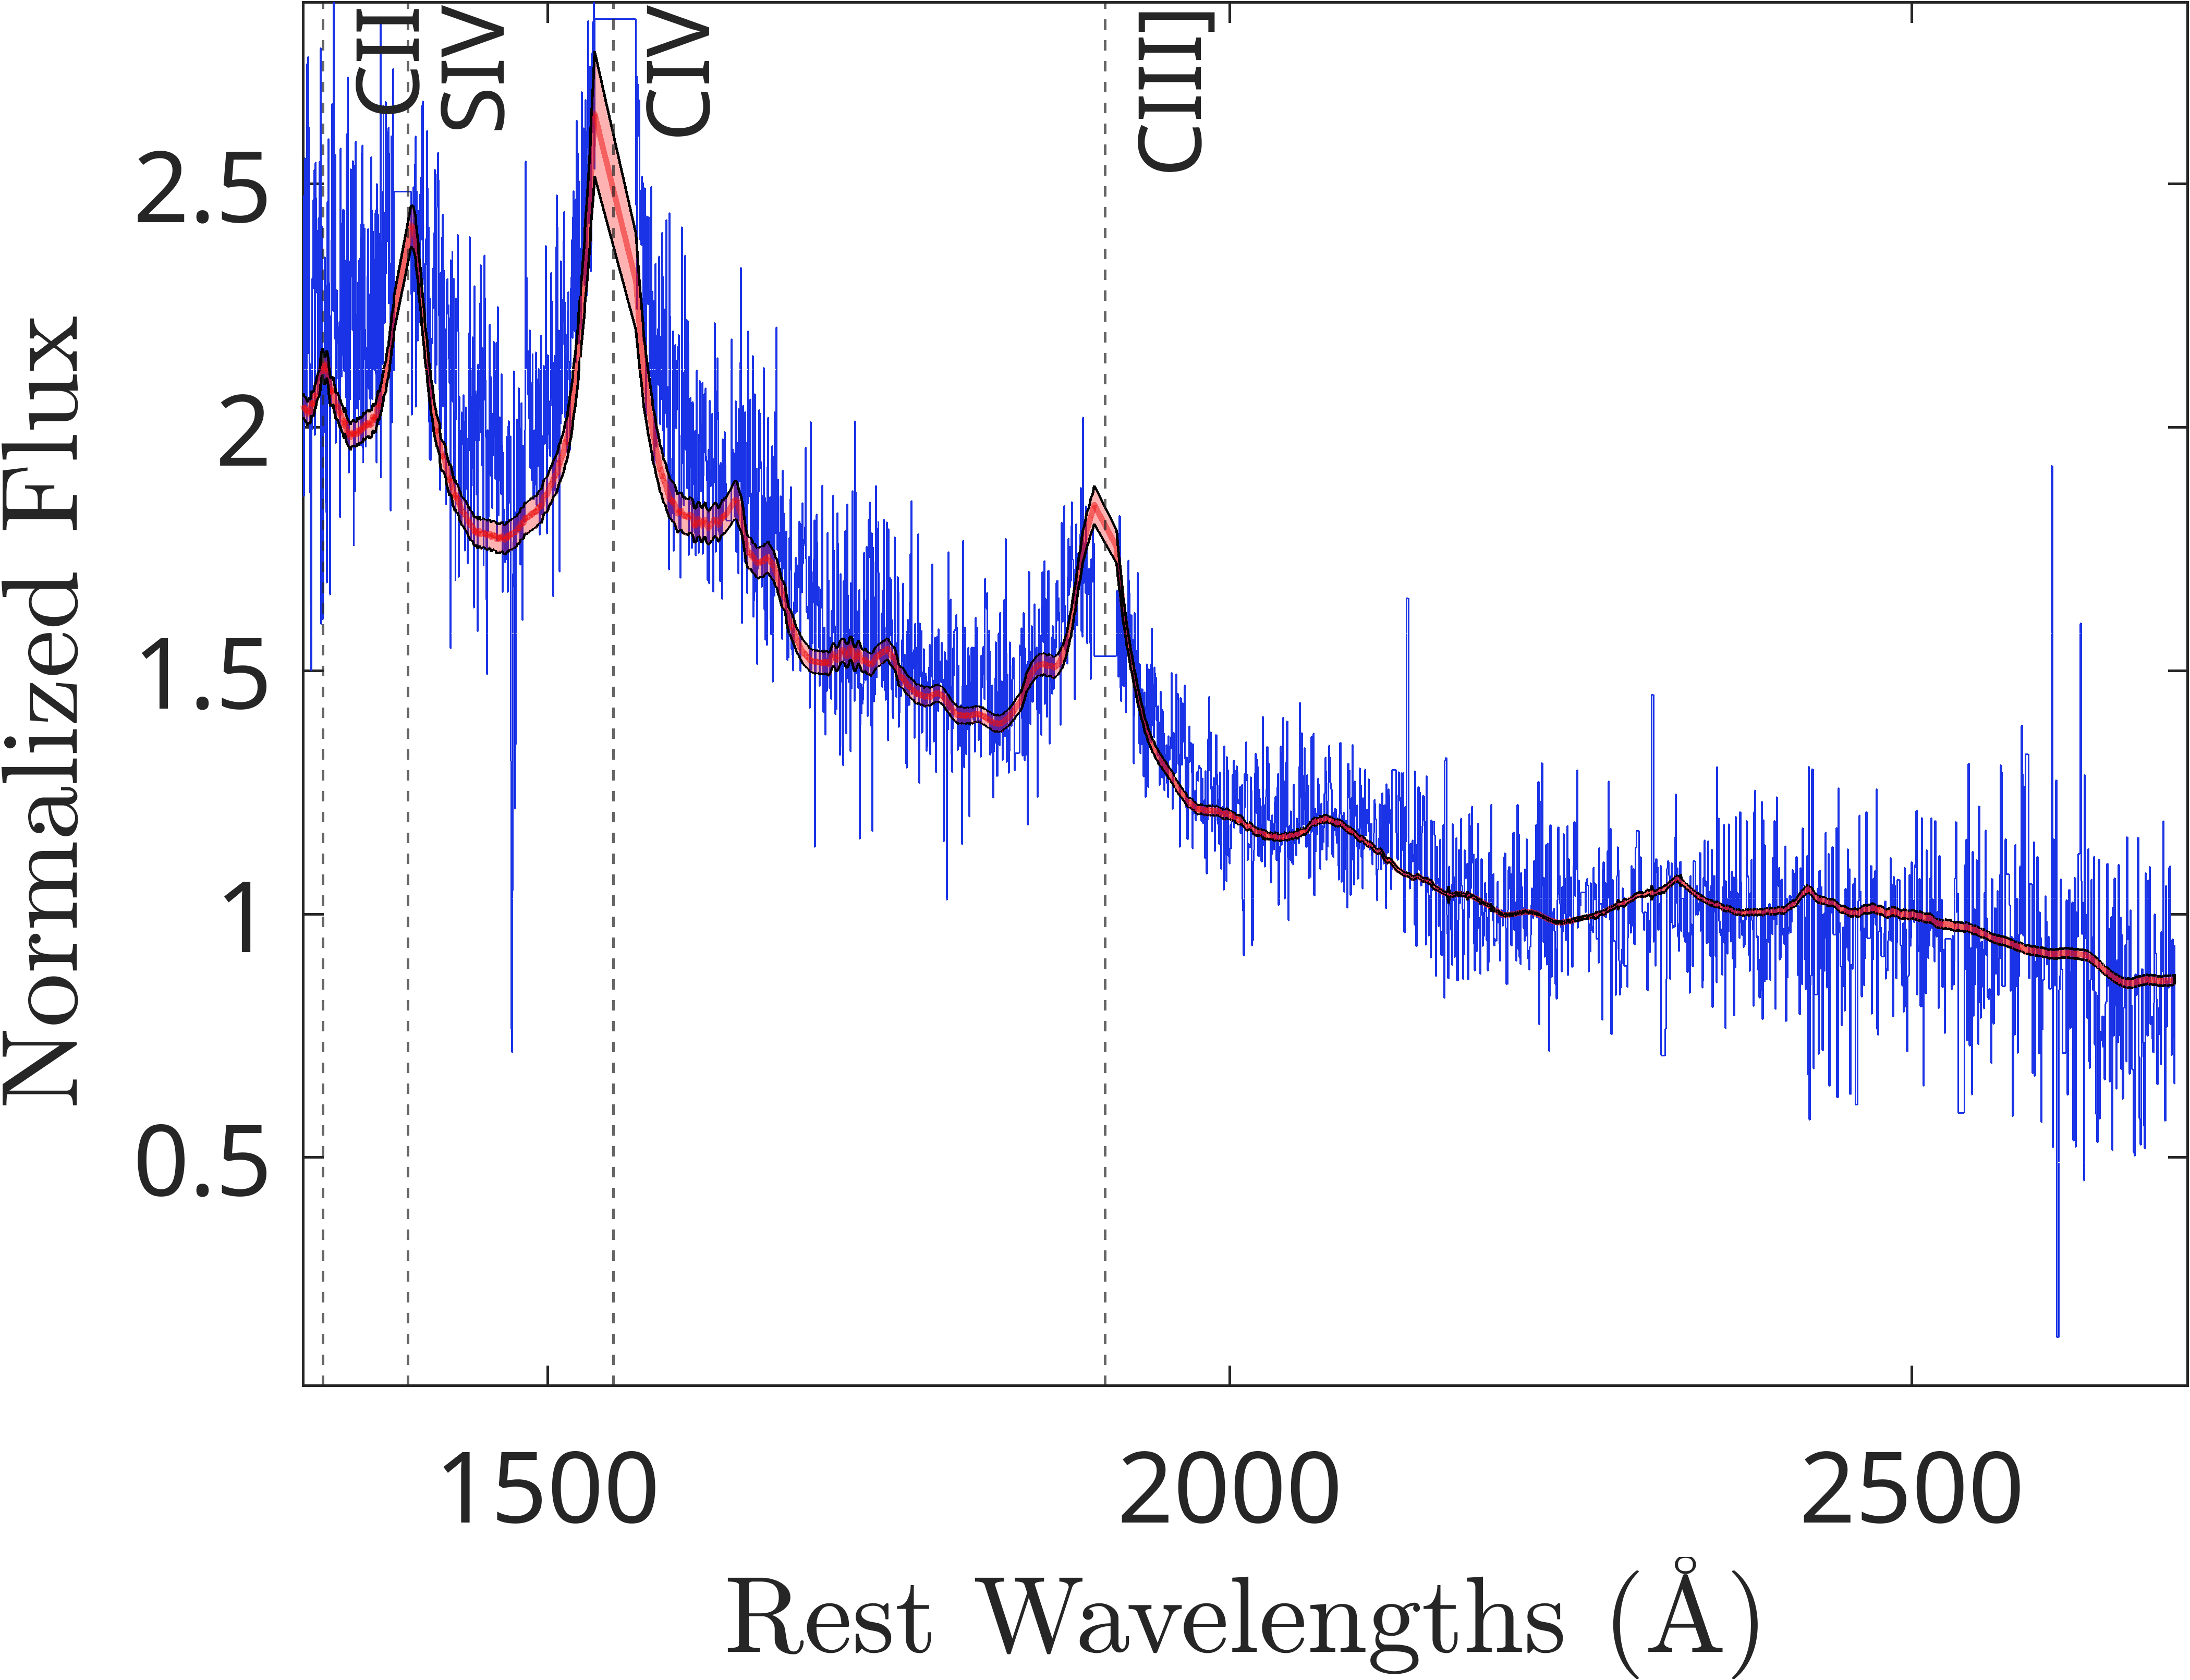 CII
SIV
CIV
CIII]
2.5
2
1.5
1
0.5
Normalized Flux
1500
2000
2500
Rest Wavelengths (Å)